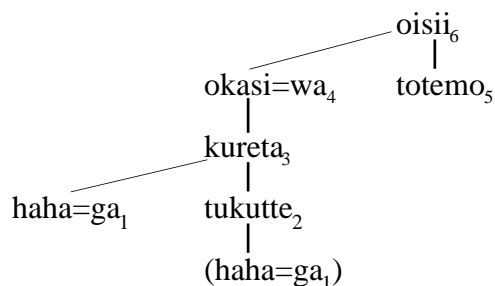 oisii₆
okasi=wa₄ totemo₅
kureta₃
haha=ga₁ tukutte₂
(haha=ga₁)